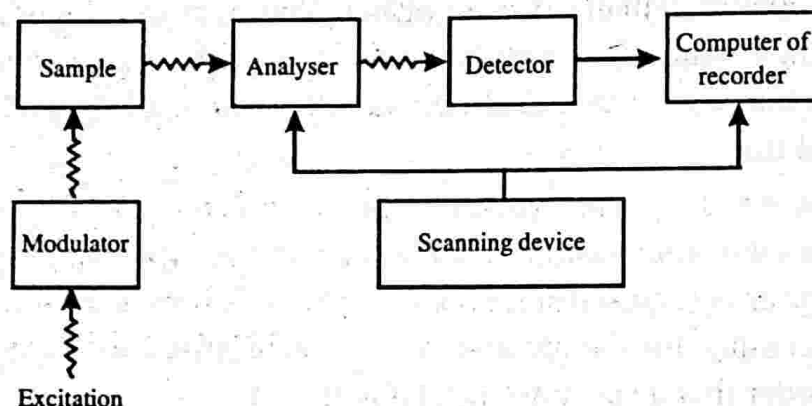 Sample
Analyser
Detector
Computer of
recorder
Modulator
Scanning device
Excitation